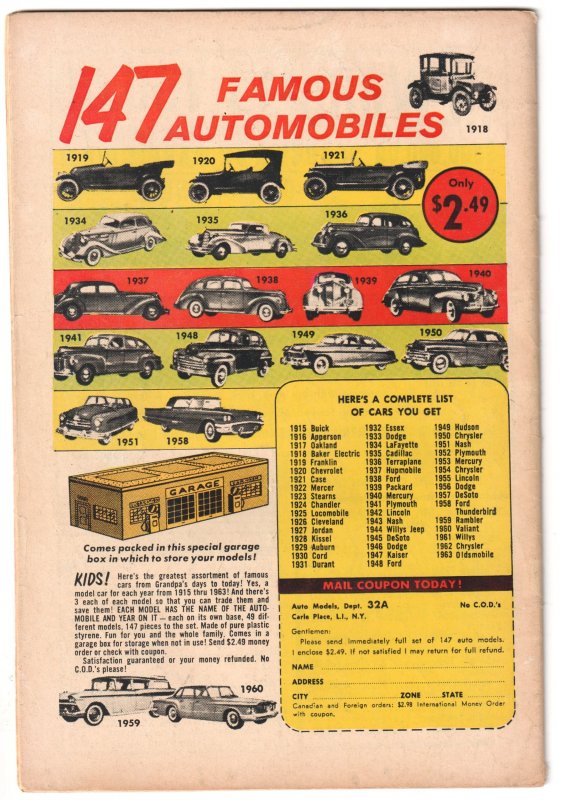 147 FAMOUS
AUTOMOBILES
1918
1919
1920
1921
Only
$2.49
1934
1935
1936
1937
1938
1939
1940
1941
1948
1949
1950
1951
1958
GARAGE
Comes packed in this special garage
box in which to store your models!
KIDS! Here's the greatest assortment of famous
cars from Grandpa's days to today! Yes, a
model car for each year from 1915 thru 1963! And there's
3 each of each model so that you can trade them and
save them! EACH MODEL HAS THE NAME OF THE AUTO-
MOBILE AND YEAR ON IT — each on its own base, 49 dif-
ferent models, 147 pieces to the set. Made of pure plastic
styrene. Fun for you and the whole family. Comes in a
garage box for storage when not in use! Send $2.49 money
order or check with coupon.
Satisfaction guaranteed or your money refunded. No
C.O.D.'s please!
1959
1960
HERE'S A COMPLETE LIST
OF CARS YOU GET
1915 Buick
1916 Apperson
1917 Oakland
1918 Baker Electric
1919 Franklin
1920 Chevrolet
1921 Case
1922 Mercer
1923 Stearns
1924 Chandler
1925 Locomobile
1926 Cleveland
1927 Jordan
1928 Kissel
1929 Auburn
1930 Cord
1931 Durant
1932 Essex
1933 Dodge
1934 LaFayette
1935 Cadillac
1936 Terraplane
1937 Hupmobile
1938 Ford
1939 Packard
1940 Mercury
1941 Plymouth
1942 Lincoln
1943 Nash
1944 Willys Jeep
1945 DeSoto
1946 Dodge
1947 Kaiser
1948 Ford
1949 Hudson
1950 Chrysler
1951 Nash
1952 Plymouth
1953 Mercury
1954 Chrysler
1955 Lincoln
1956 Dodge
1957 DeSoto
1958 Ford
Thunderbird
1959 Rambler
1960 Valiant
1961 Willys
1962 Chrysler
1963 Oldsmobile
MAIL COUPON TODAY!
Auto Models, Dept. 32A No C.O.D.'s
Carle Place, L.I., N.Y.
Gentlemen:
Please send immediately full set of 147 auto models.
I enclose $2.49. If not satisfied I may return for full refund.
NAME
ADDRESS
CITY ZONE STATE
Canadian and Foreign orders: $2.98 International Money Order
with coupon.